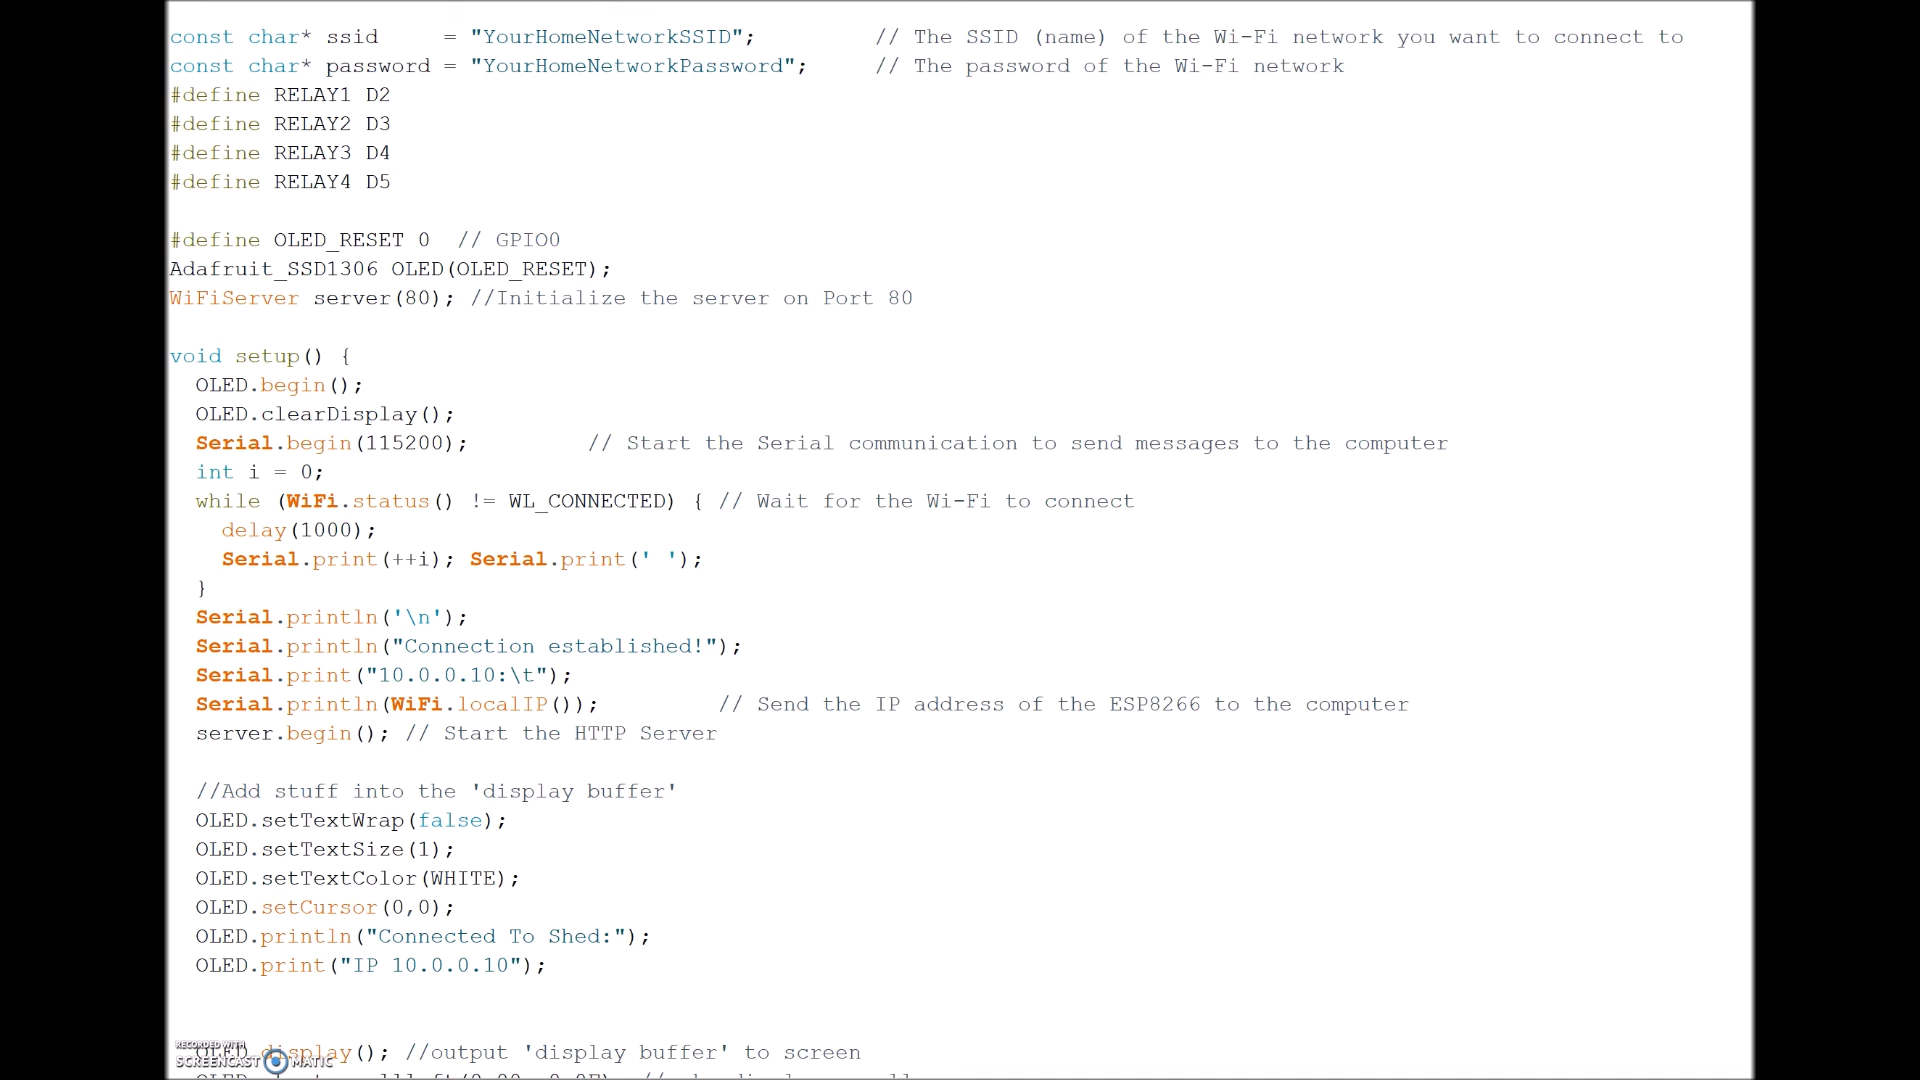 const char* ssid     = "YourHomeNetworkSSID";         // The SSID (name) of the Wi-Fi network you want to connect to
const char* password = "YourHomeNetworkPassword";     // The password of the Wi-Fi network
#define RELAY1 D2
#define RELAY2 D3
#define RELAY3 D4
#define RELAY4 D5
#define OLED_RESET 0  // GPIO0
Adafruit_SSD1306 OLED(OLED_RESET);
WiFiServer server(80); //Initialize the server on Port 80
void setup() {
  OLED.begin();
  OLED.clearDisplay();
  Serial.begin(115200);         // Start the Serial communication to send messages to the computer
  int i = 0;
  while (WiFi.status() != WL_CONNECTED) { // Wait for the Wi-Fi to connect
    delay(1000);
    Serial.print(++i); Serial.print(' ');
  }
  Serial.println('\n');
  Serial.println("Connection established!");
  Serial.print("10.0.0.10:\t");
  Serial.println(WiFi.localIP());         // Send the IP address of the ESP8266 to the computer
  server.begin(); // Start the HTTP Server
  //Add stuff into the 'display buffer'
  OLED.setTextWrap(false);
  OLED.setTextSize(1);
  OLED.setTextColor(WHITE);
  OLED.setCursor(0,0);
  OLED.println("Connected To Shed:");
  OLED.print("IP 10.0.0.10");
  OLED.display(); //output 'display buffer' to screen
RECORDED WITH
SCREENCAST MATIC